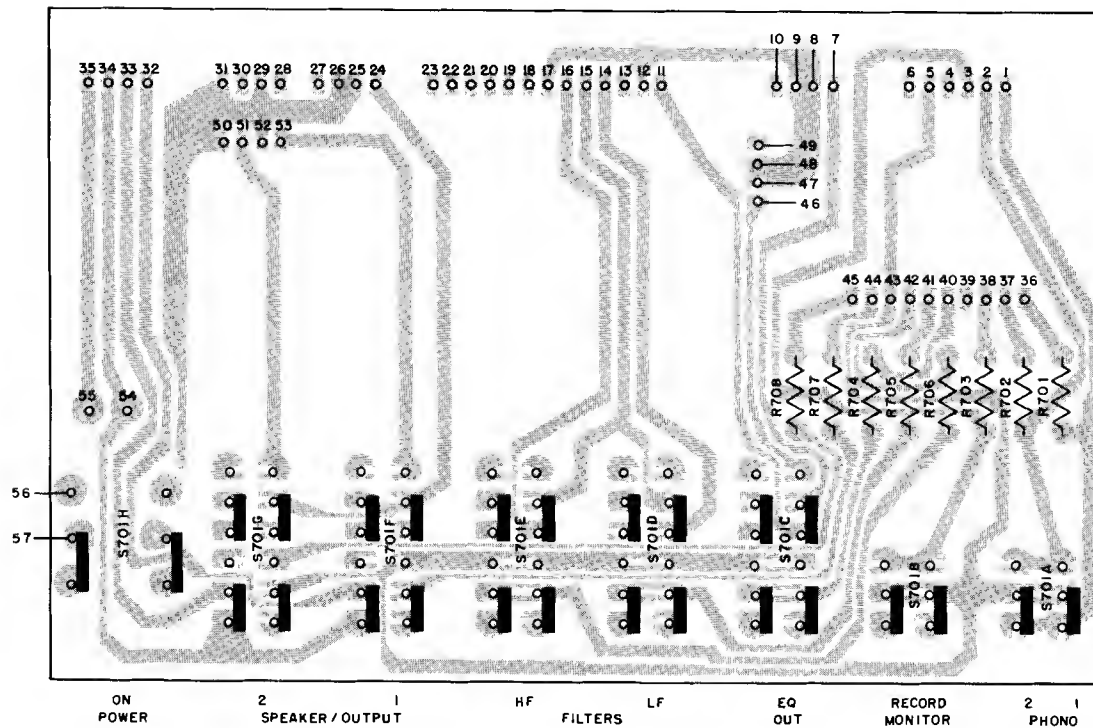 10 9 8 7
35 34 33 32 31 30 29 28 27 26 25 24 23 22 21 20 19 18 17 16 15 14 13 12 11 6 5 4 3 2 1
50 51 52 53
49
48
47
46
45 44 43 42 41 40 39 38 37 36
R708 R707 R704 R705 R706 R703 R702 R701
55 54
56
57
S701H S701G S701F S701E S701D S701C S701B S701A
ON 2 1 HF LF EQ RECORD 2 1
POWER SPEAKER/OUTPUT FILTERS OUT MONITOR PHONO